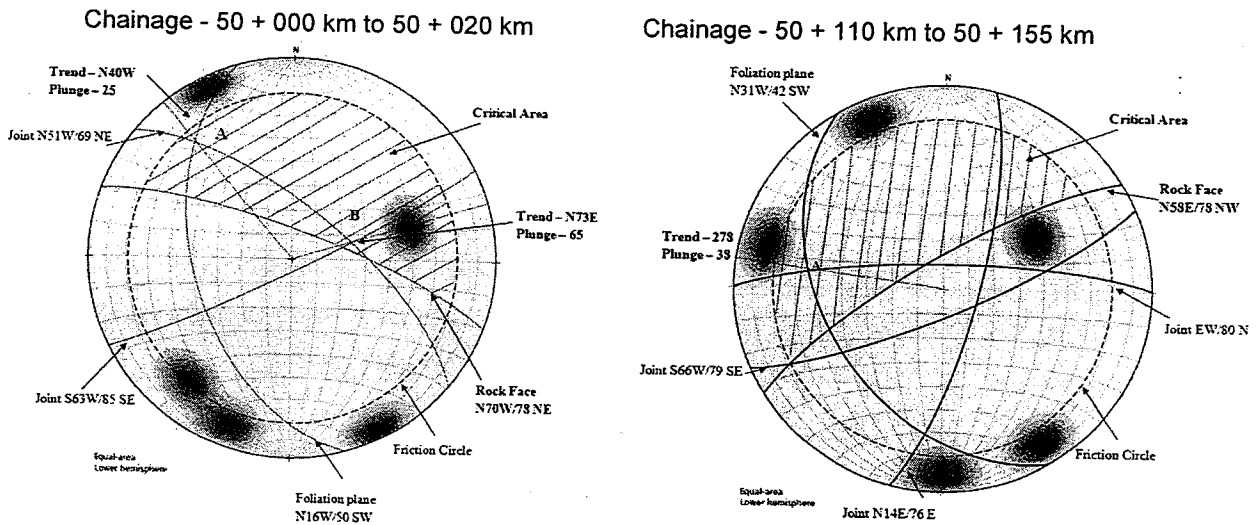 Chainage - 50 + 000 km to 50 + 020 km
N
Trend – N40W
Plunge – 25
Joint N51W/69 NE
A
Critical Area
B
Trend – N73E
Plunge – 65
Joint S63W/85 SE
Rock Face
N70W/78 NE
Friction Circle
Equal-area
Lower hemisphere
Foliation plane
N16W/50 SW
Chainage - 50 + 110 km to 50 + 155 km
Foliation plane
N31W/42 SW
N
Critical Area
Rock Face
N58E/78 NW
Trend – 278
Plunge – 38
A
Joint EW/80 N
Joint S66W/79 SE
Friction Circle
Equal-area
Lower hemisphere
Joint N14E/76 E